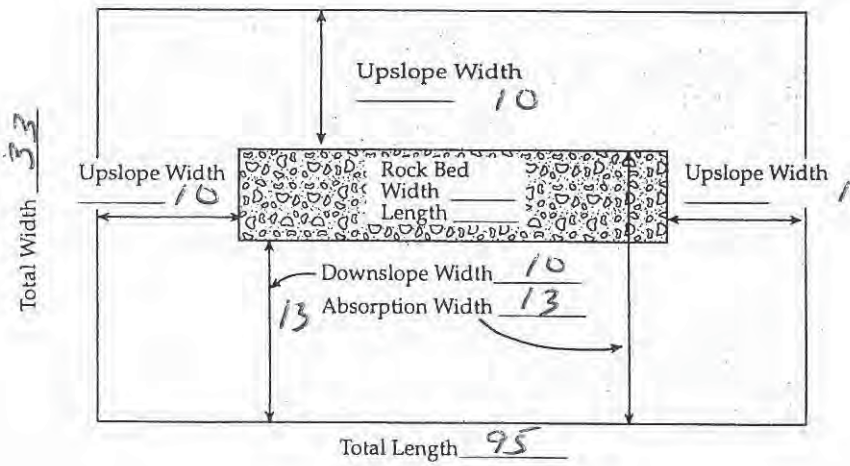 Upslope Width
10
Total Width 33
Upslope Width
10
Rock Bed
Width
Length
Upslope Width
Downslope Width 10
13
Absorption Width 13
Total Length 95